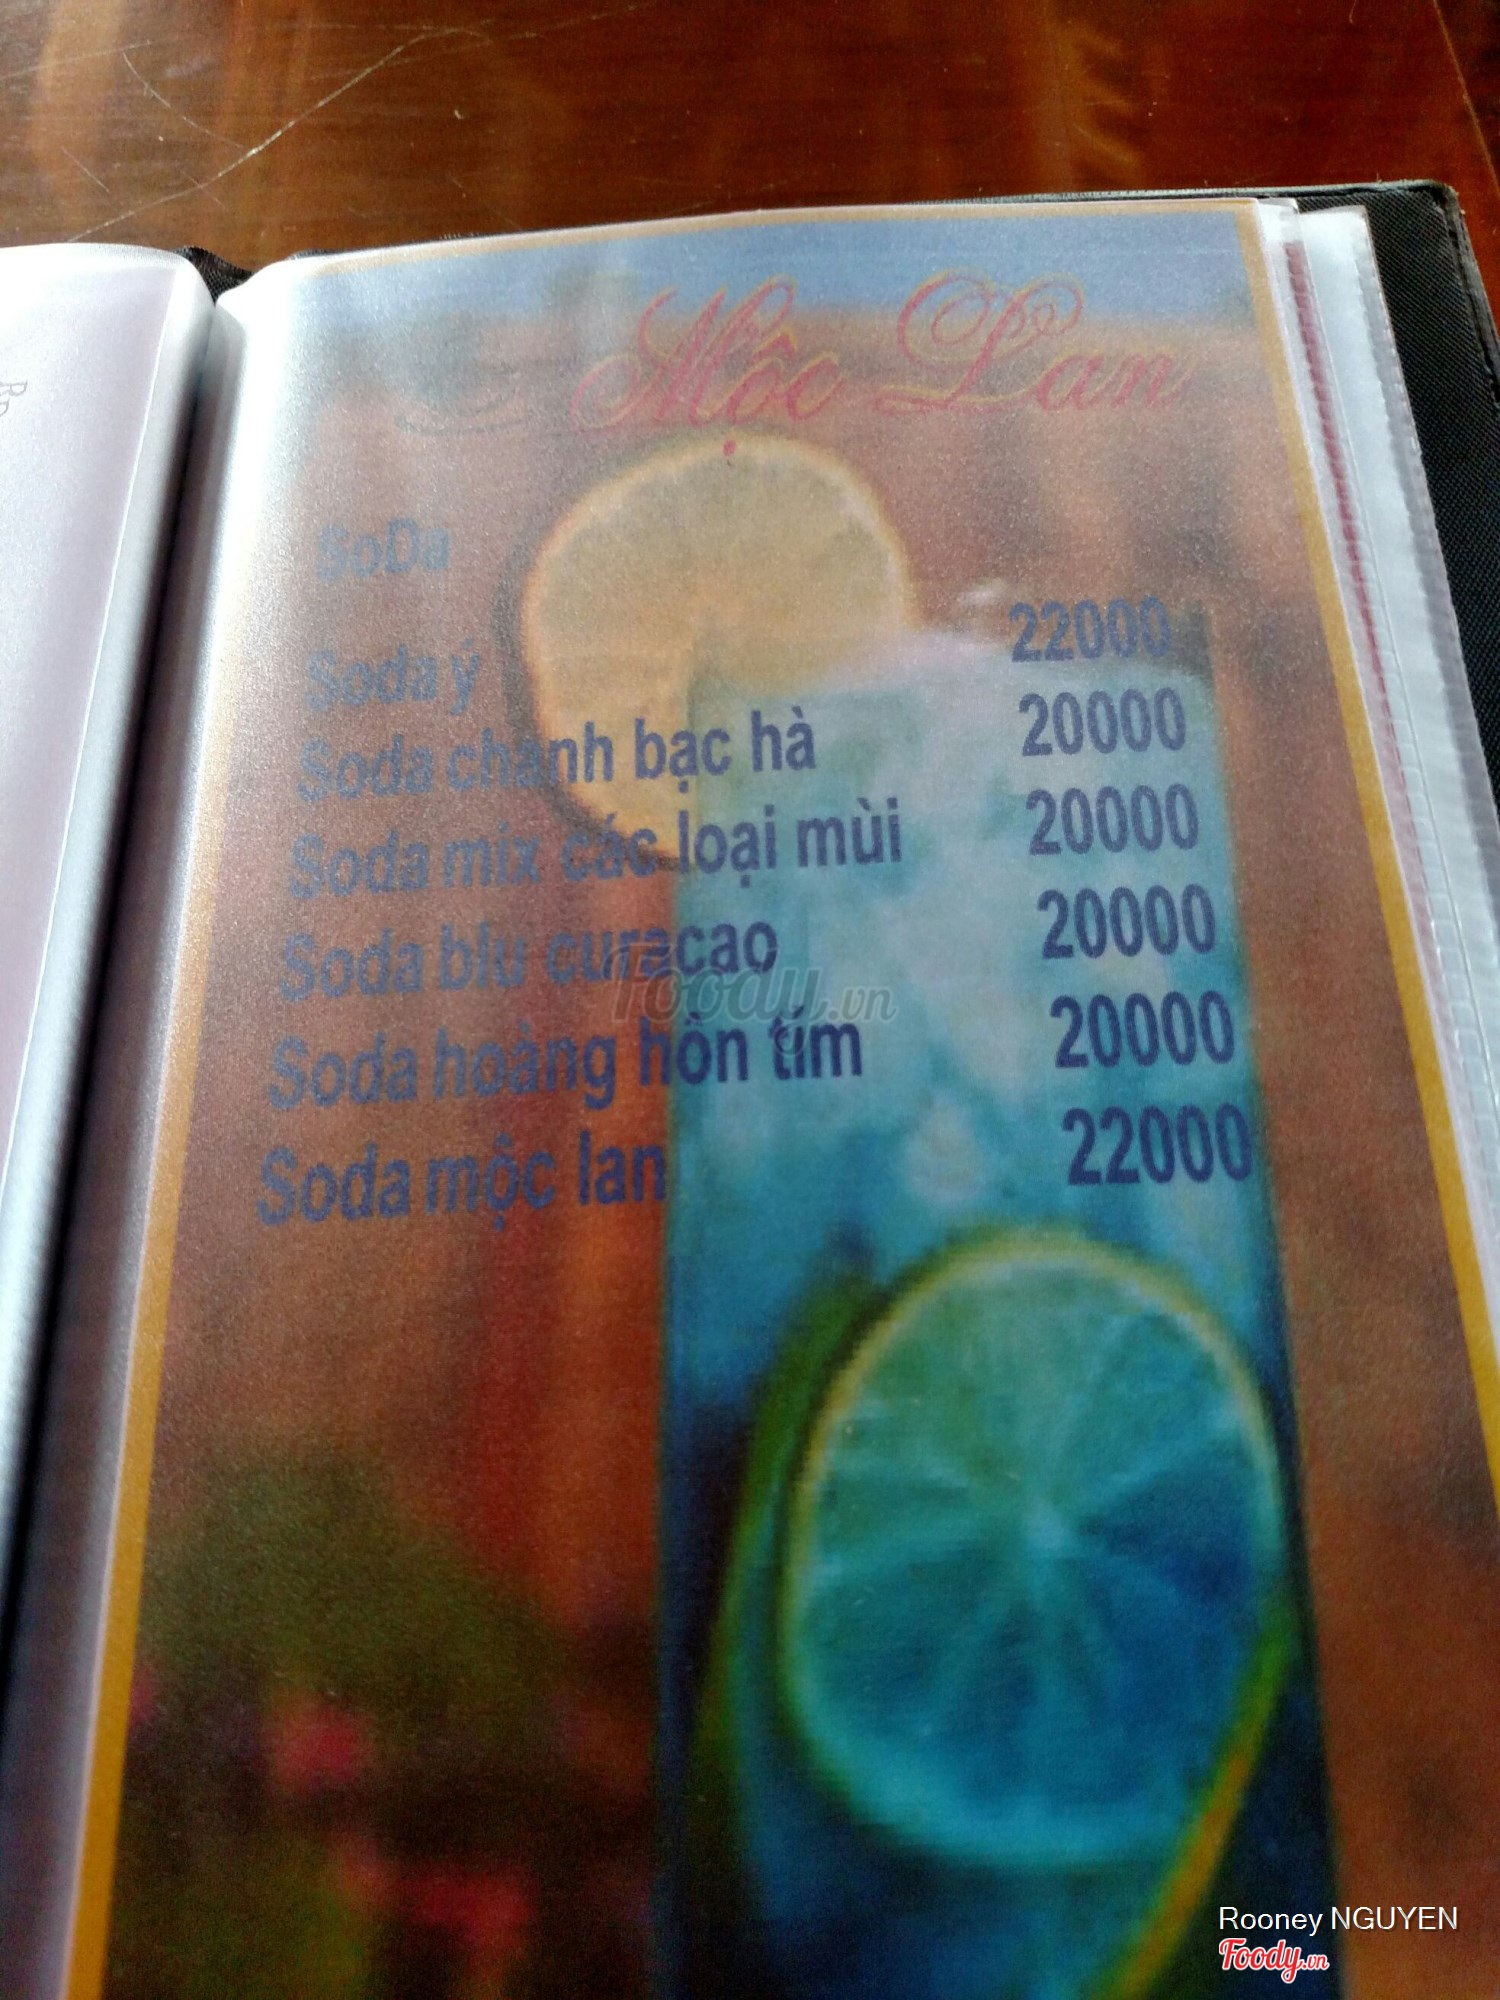 Mộc Lan
SoDa
Soda ý 22000
Soda chanh bạc hà 20000
Soda mix các loại mùi 20000
Soda blu curacao 20000
Soda hoàng hôn tím 20000
Soda mộc lan 22000
Foody.vn
Rooney NGUYEN
Foody.vn